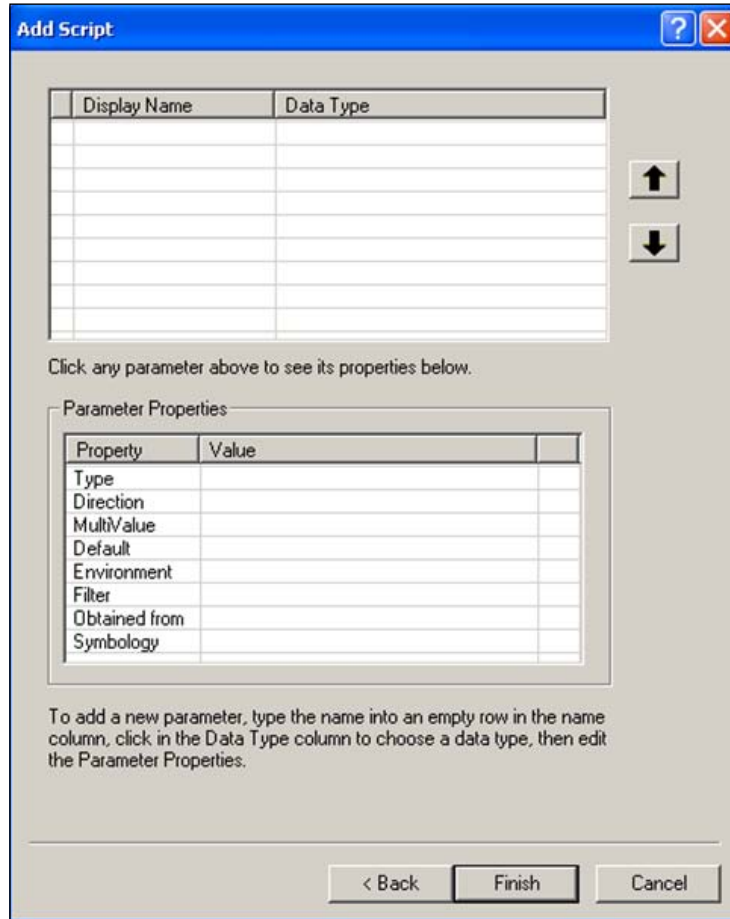 Add Script
Display Name Data Type
Click any parameter above to see its properties below.
Parameter Properties
Property Value
Type
Direction
MultiValue
Default
Environment
Filter
Obtained from
Symbology
To add a new parameter, type the name into an empty row in the name
column, click in the Data Type column to choose a data type, then edit
the Parameter Properties.
< Back Finish Cancel